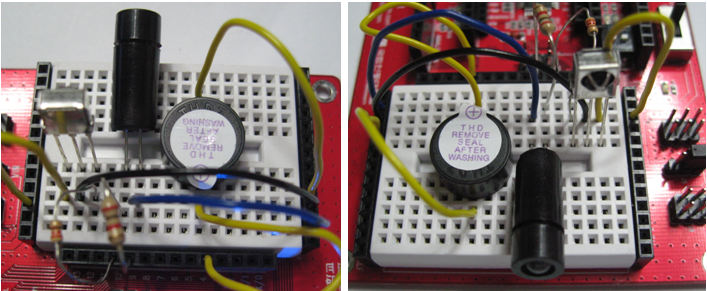 THD
REMOVE
SEAL
AFTER
WASHING
THD
REMOVE
SEAL
AFTER
WASHING